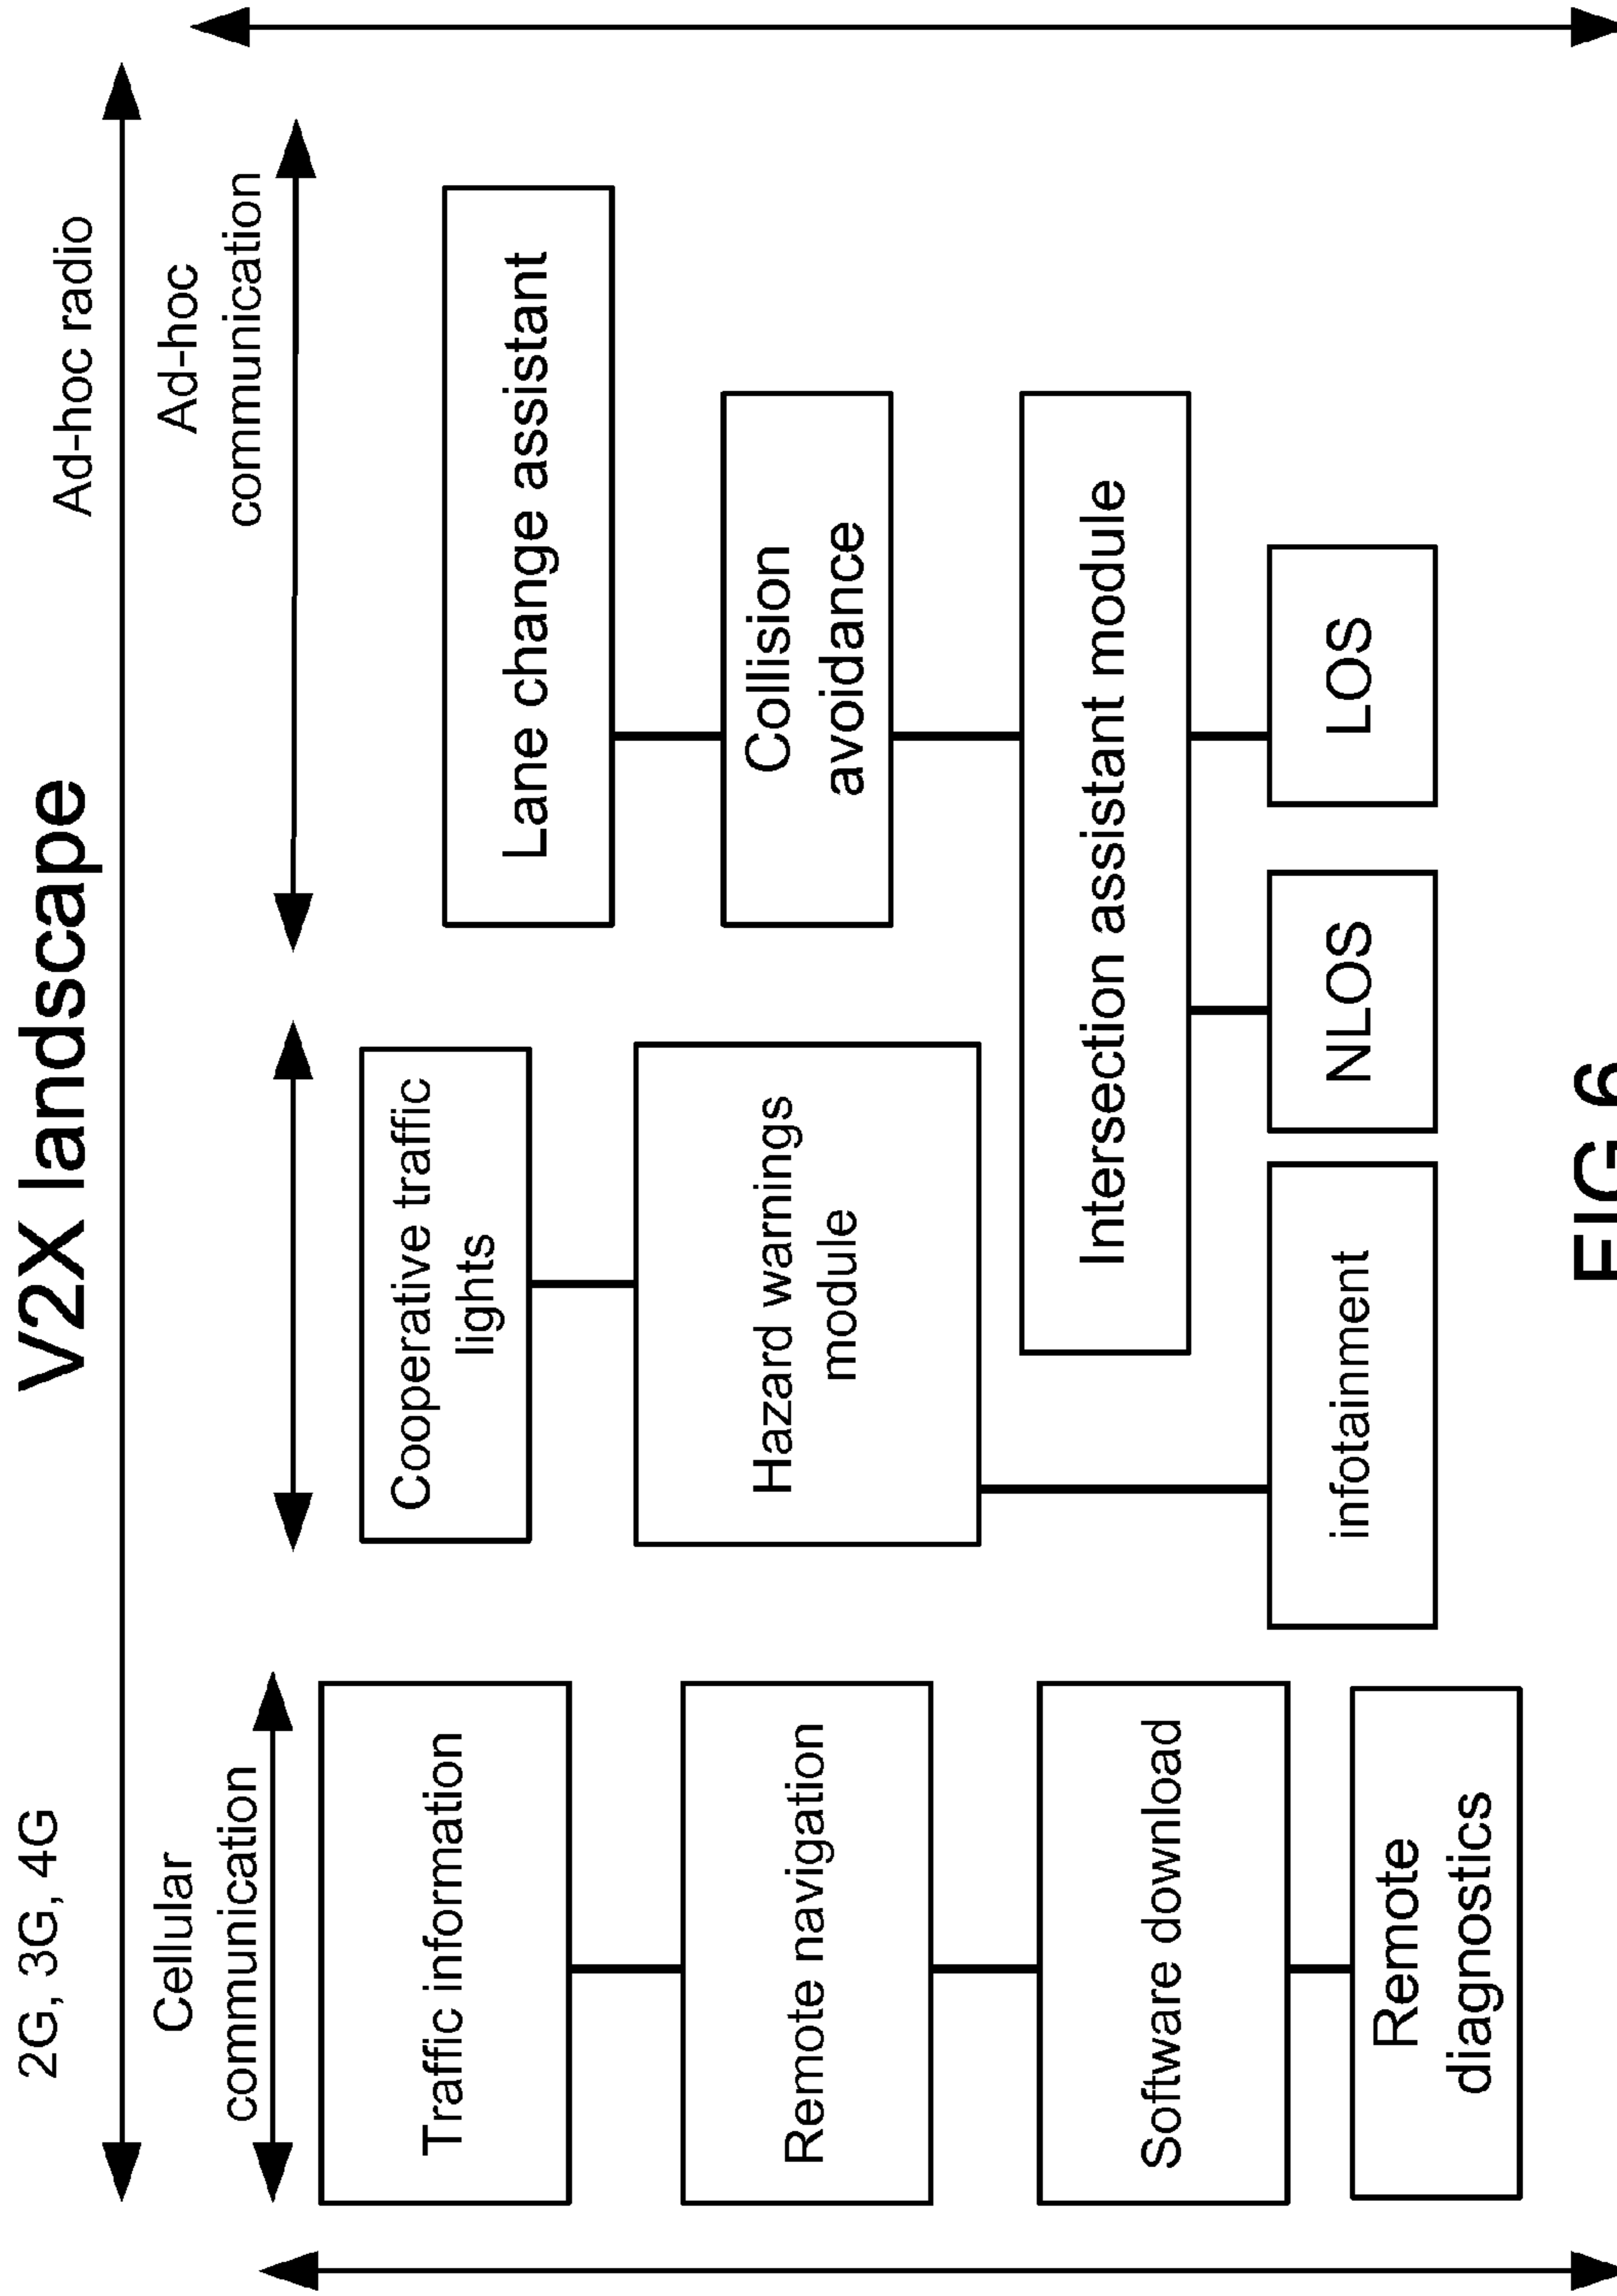 V2X landscape
2G, 3G, 4G
Ad-hoc radio
Cellular
communication
Ad-hoc
communication
Traffic information
Remote navigation
Software download
Remote
diagnostics
Cooperative traffic
lights
Hazard warnings
module
infotainment
Lane change assistant
Collision
avoidance
Intersection assistant module
NLOS
LOS
FIG 6